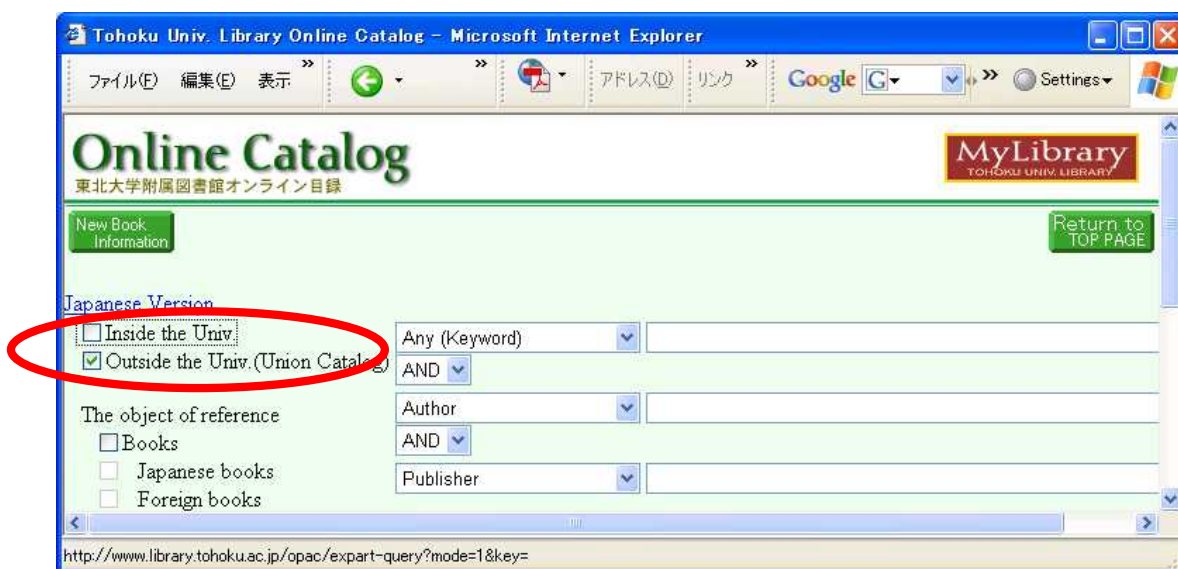 Tohoku Univ. Library Online Catalog - Microsoft Internet Explorer
ファイル(F) 編集(E) 表示 » » アドレス(D) リンク » Google G » Settings
Online Catalog
東北大学附属図書館オンライン目録
MyLibrary
TOHOKU UNIV. LIBRARY
New Book
Information
Return to
TOP PAGE
Japanese Version
Inside the Univ.
Any (Keyword)
Outside the Univ.(Union Catalog)
AND
The object of reference
Author
Books
AND
Japanese books
Publisher
Foreign books
http://www.library.tohoku.ac.jp/opac/expart-query?mode=1&key=